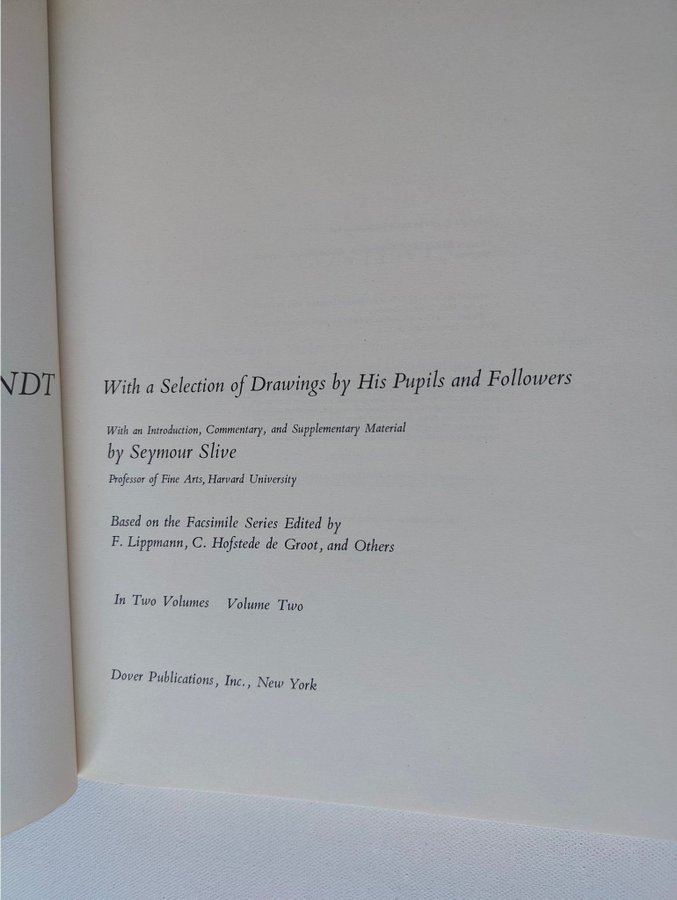 NDT
With a Selection of Drawings by His Pupils and Followers
With an Introduction, Commentary, and Supplementary Material
by Seymour Slive
Professor of Fine Arts, Harvard University
Based on the Facsimile Series Edited by
F. Lippmann, C. Hofstede de Groot, and Others
In Two Volumes Volume Two
Dover Publications, Inc., New York